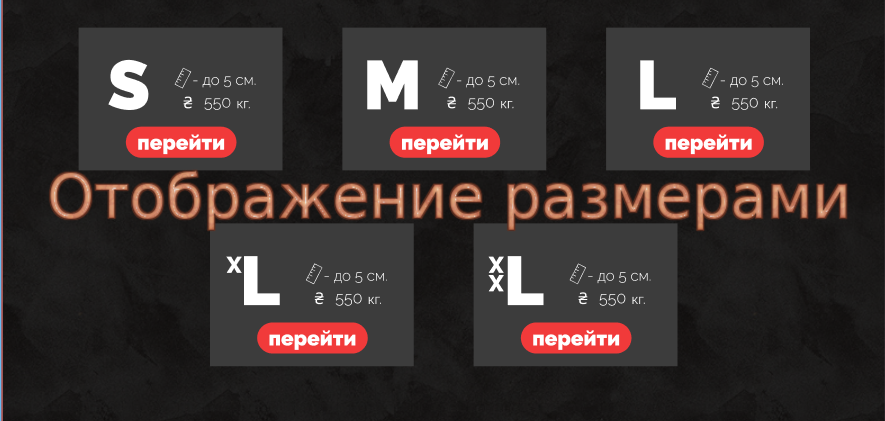 S
- до 5 см.
₴ 550 кг.
перейти
M
- до 5 см.
₴ 550 кг.
перейти
L
- до 5 см.
₴ 550 кг.
перейти
Отображение размерами
XL
- до 5 см.
₴ 550 кг.
перейти
XXL
- до 5 см.
₴ 550 кг.
перейти